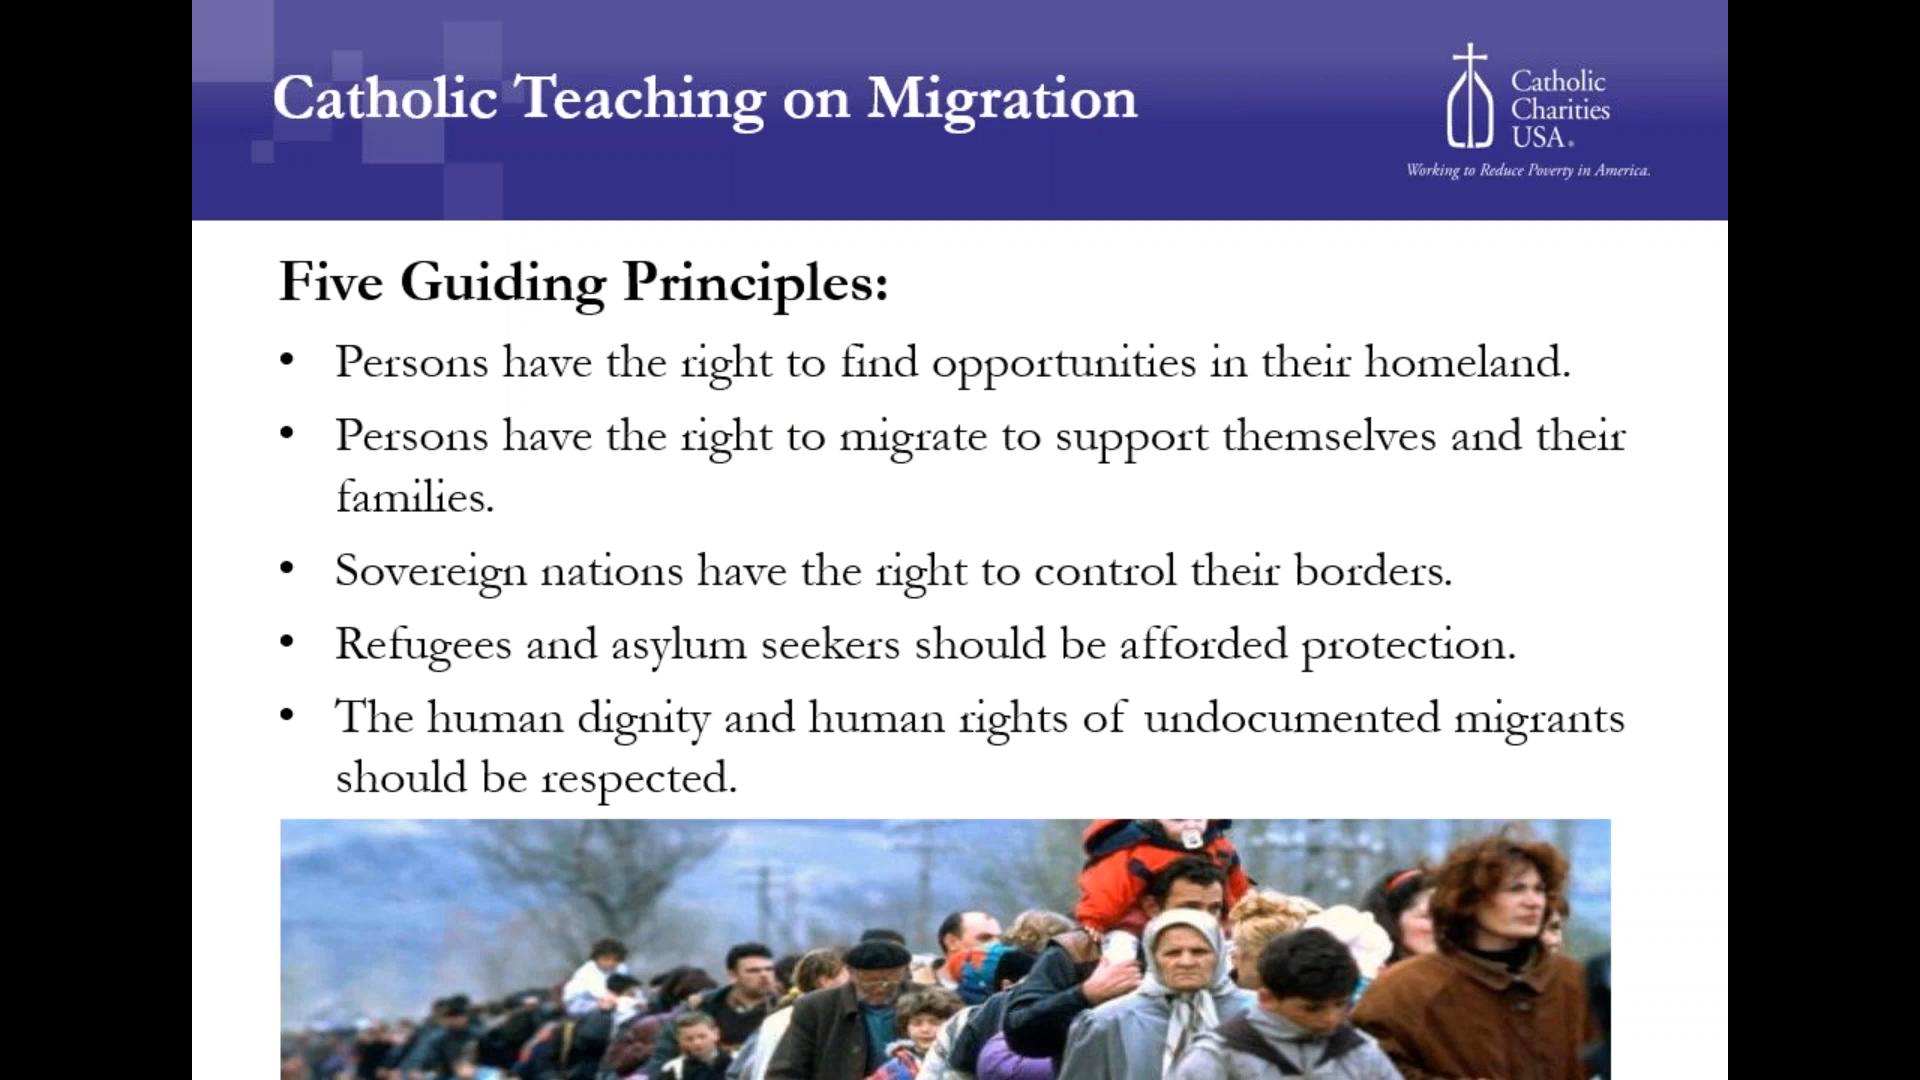 Catholic Teaching on Migration
Catholic
Charities
USA®
Working to Reduce Poverty in America.
Five Guiding Principles:
• Persons have the right to find opportunities in their homeland.
• Persons have the right to migrate to support themselves and their
families.
• Sovereign nations have the right to control their borders.
• Refugees and asylum seekers should be afforded protection.
• The human dignity and human rights of undocumented migrants
should be respected.